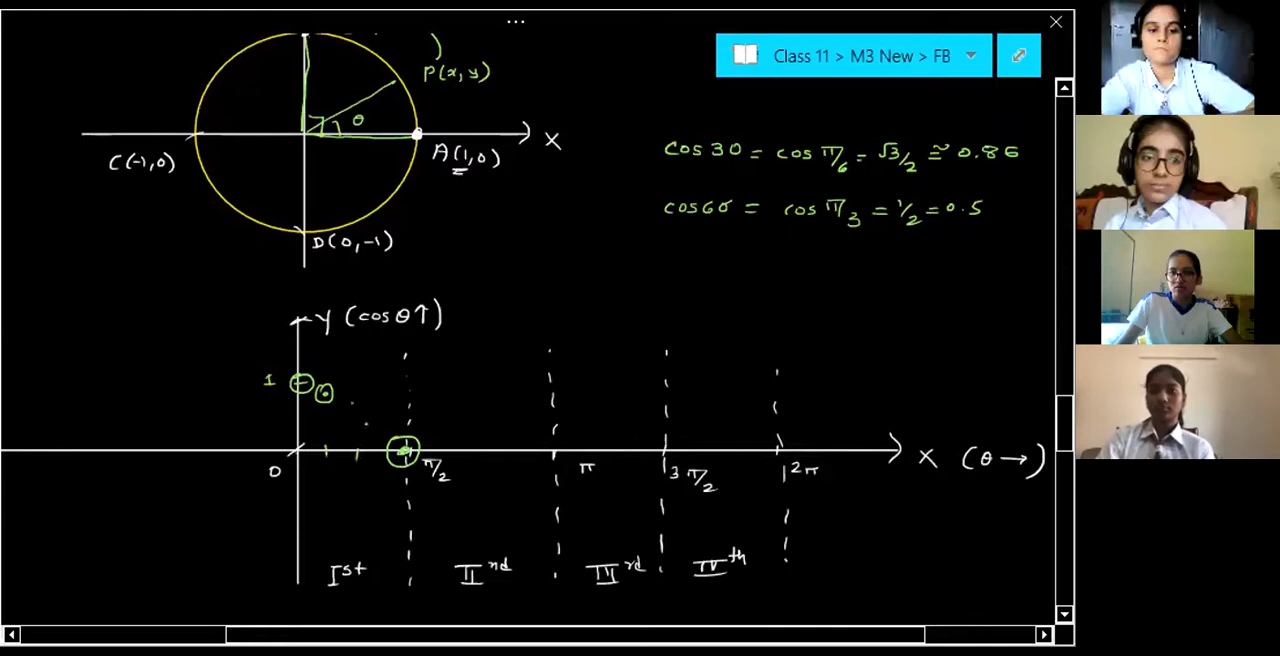 ...
Class 11 > M3 New > FB
P(x, y)
θ
X
C(-1,0)
A(1,0)
D(0,-1)
cos 30 = cos π/6 = √3/2 ≅ 0.86
cos 60 = cos π/3 = 1/2 = 0.5
Y (cosθ↑)
1
0
π/2
π
3π/2
2π
X (θ →)
Ist
IInd
IIIrd
IVth